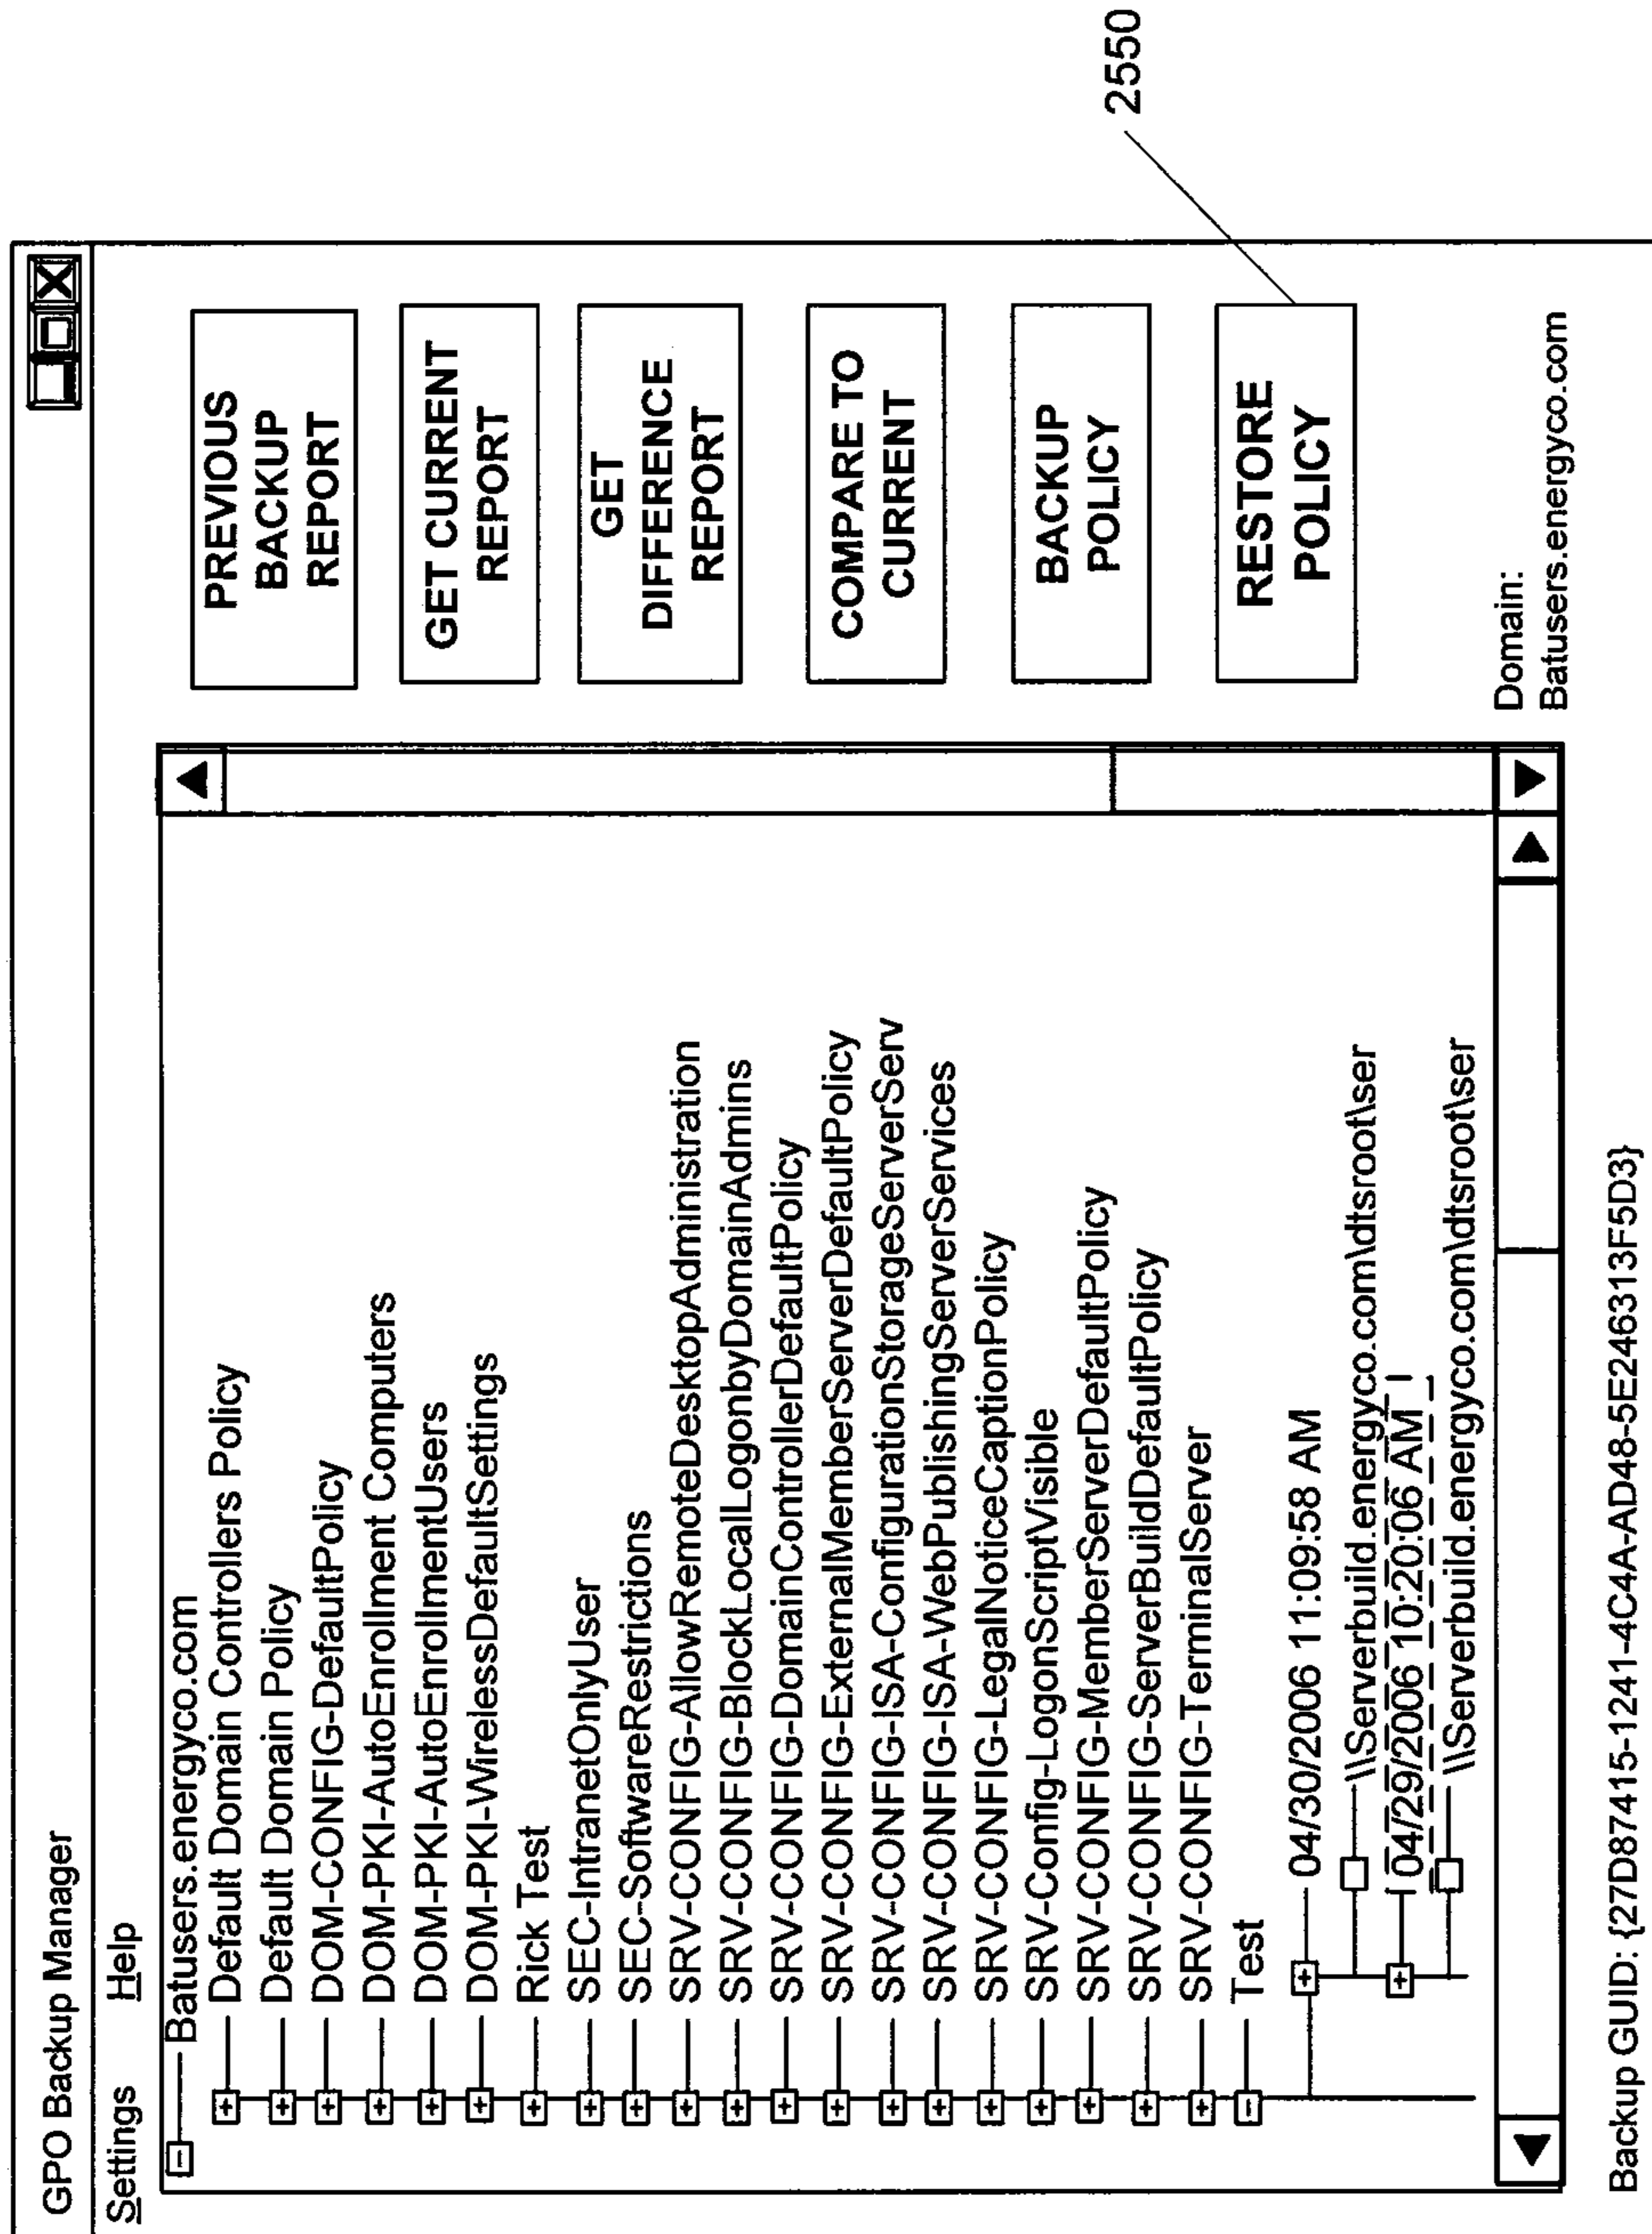 GPO Backup Manager
Settings Help
Batusers.energyco.com
Default Domain Controllers Policy
Default Domain Policy
DOM-CONFIG-DefaultPolicy
DOM-PKI-AutoEnrollment Computers
DOM-PKI-AutoEnrollmentUsers
DOM-PKI-WirelessDefaultSettings
Rick Test
SEC-IntranetOnlyUser
SEC-SoftwareRestrictions
SRV-CONFIG-AllowRemoteDesktopAdministration
SRV-CONFIG-BlockLocalLogonbyDomainAdmins
SRV-CONFIG-DomainControllerDefaultPolicy
SRV-CONFIG-ExternalMemberServerDefaultPolicy
SRV-CONFIG-ISA-ConfigurationStorageServerServ
SRV-CONFIG-ISA-WebPublishingServerServices
SRV-CONFIG-LegalNoticeCaptionPolicy
SRV-Config-LogonScriptVisible
SRV-CONFIG-MemberServerDefaultPolicy
SRV-CONFIG-ServerBuildDefaultPolicy
SRV-CONFIG-TerminalServer
Test
04/30/2006 11:09:58 AM
\\Serverbuild.energyco.com\dtsroot\ser
04/29/2006 10:20:06 AM
\\Serverbuild.energyco.com\dtsroot\ser
PREVIOUS
BACKUP
REPORT
GET CURRENT
REPORT
GET
DIFFERENCE
REPORT
COMPARE TO
CURRENT
BACKUP
POLICY
RESTORE
POLICY
2550
Domain:
Batusers.energyco.com
Backup GUID: {27D87415-1241-4C4A-AD48-5E246313F5D3}